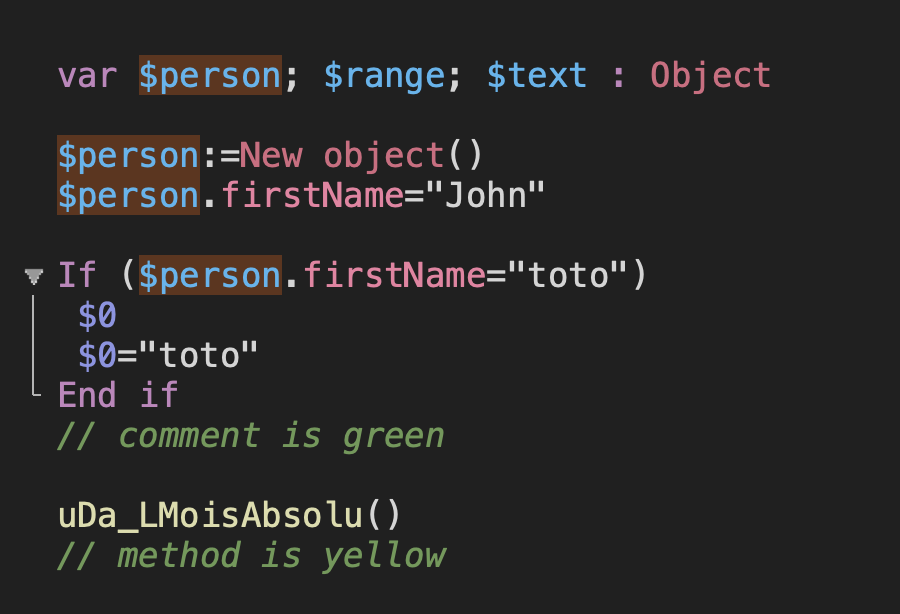 var $person; $range; $text : Object
$person:=New object()
$person.firstName="John"
If ($person.firstName="toto")
$0
$0="toto"
End if
// comment is green
uDa_LMoisAbsolu()
// method is yellow